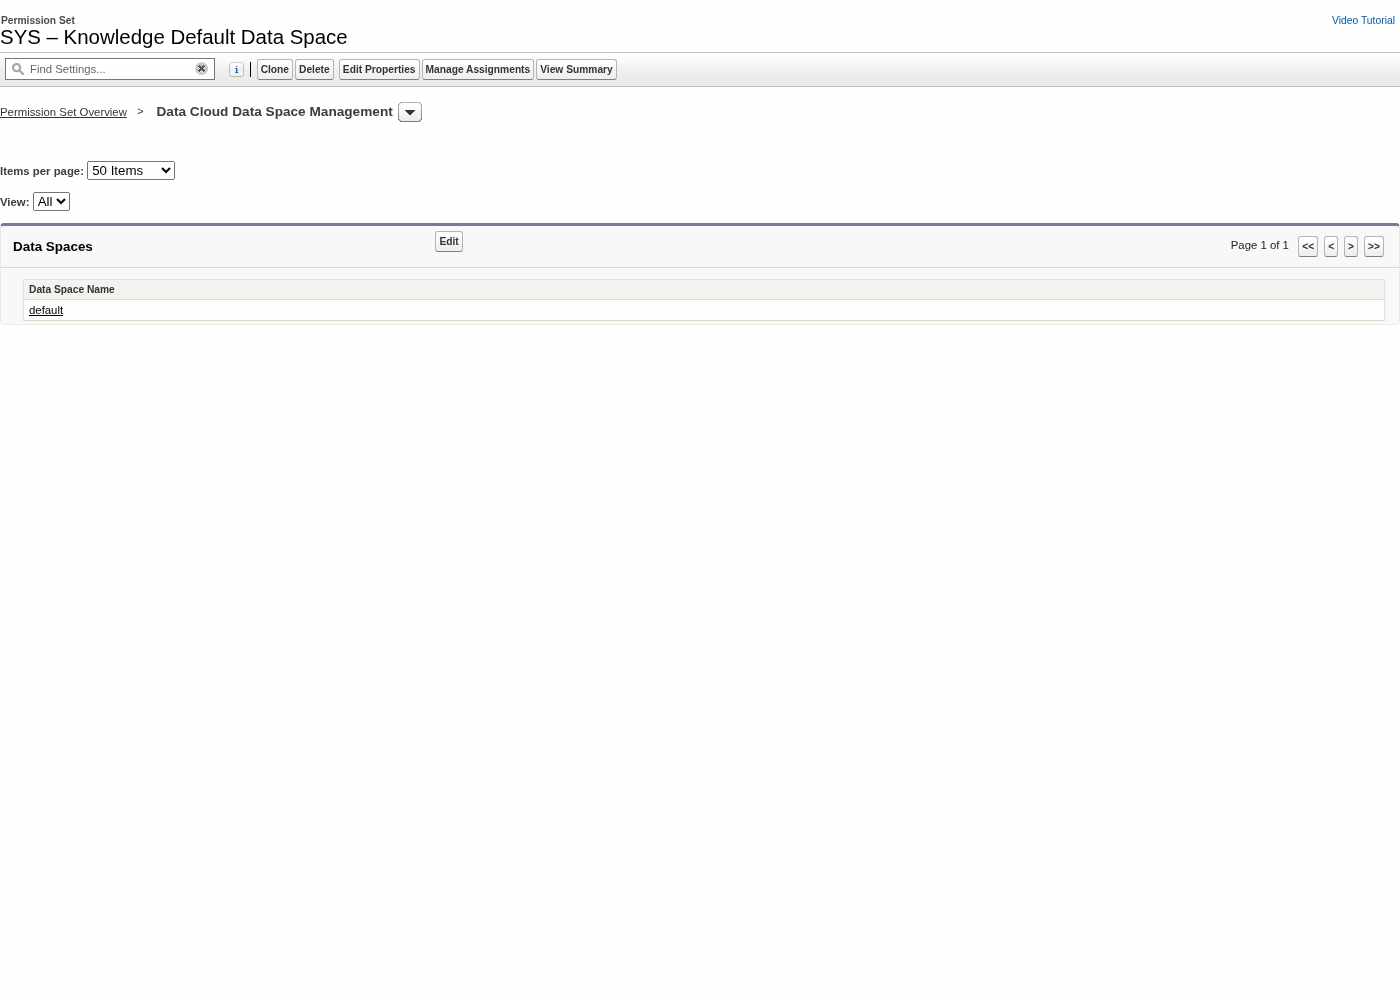 Permission Set
Video Tutorial
SYS – Knowledge Default Data Space
Find Settings...
i
Clone
Delete
Edit Properties
Manage Assignments
View Summary
Permission Set Overview > Data Cloud Data Space Management
Items per page: 50 Items
View: All
Data Spaces
Edit
Page 1 of 1 << < > >>
Data Space Name
default